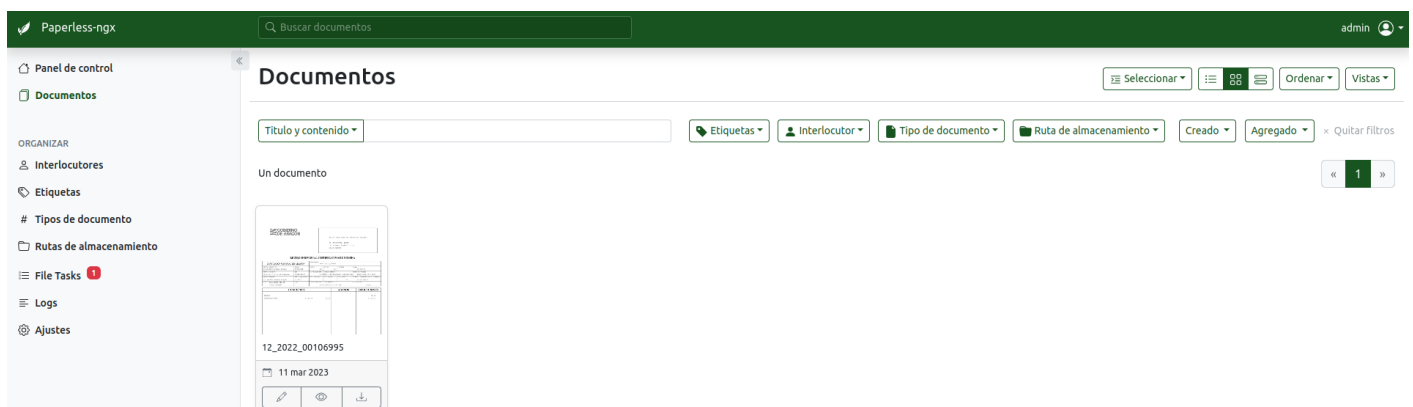 Paperless-ngx
Buscar documentos
admin
Panel de control
Documentos
ORGANIZAR
Interlocutores
Etiquetas
# Tipos de documento
Rutas de almacenamiento
File Tasks 1
Logs
Ajustes
Documentos
Seleccionar
Ordenar
Vistas
Titulo y contenido
Etiquetas
Interlocutor
Tipo de documento
Ruta de almacenamiento
Creado
Agregado
× Quitar filtros
Un documento
« 1 »
12_2022_00106995
11 mar 2023